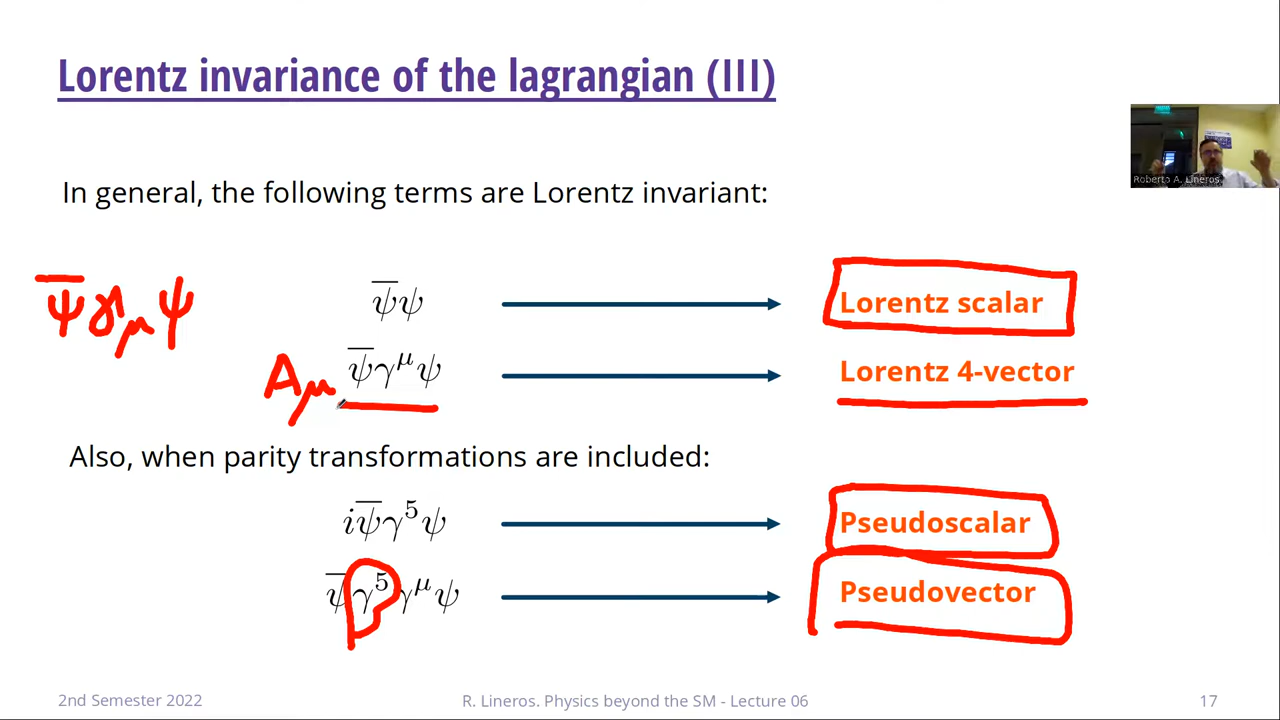 Lorentz invariance of the lagrangian (III)
Roberto A. Lineros
In general, the following terms are Lorentz invariant:
ψ̅γ_μψ
ψ̅ψ Lorentz scalar
A_μ ψ̅γ^μψ Lorentz 4-vector
Also, when parity transformations are included:
iψ̅γ⁵ψ Pseudoscalar
ψ̅γ⁵γ^μψ Pseudovector
2nd Semester 2022 R. Lineros. Physics beyond the SM - Lecture 06 17